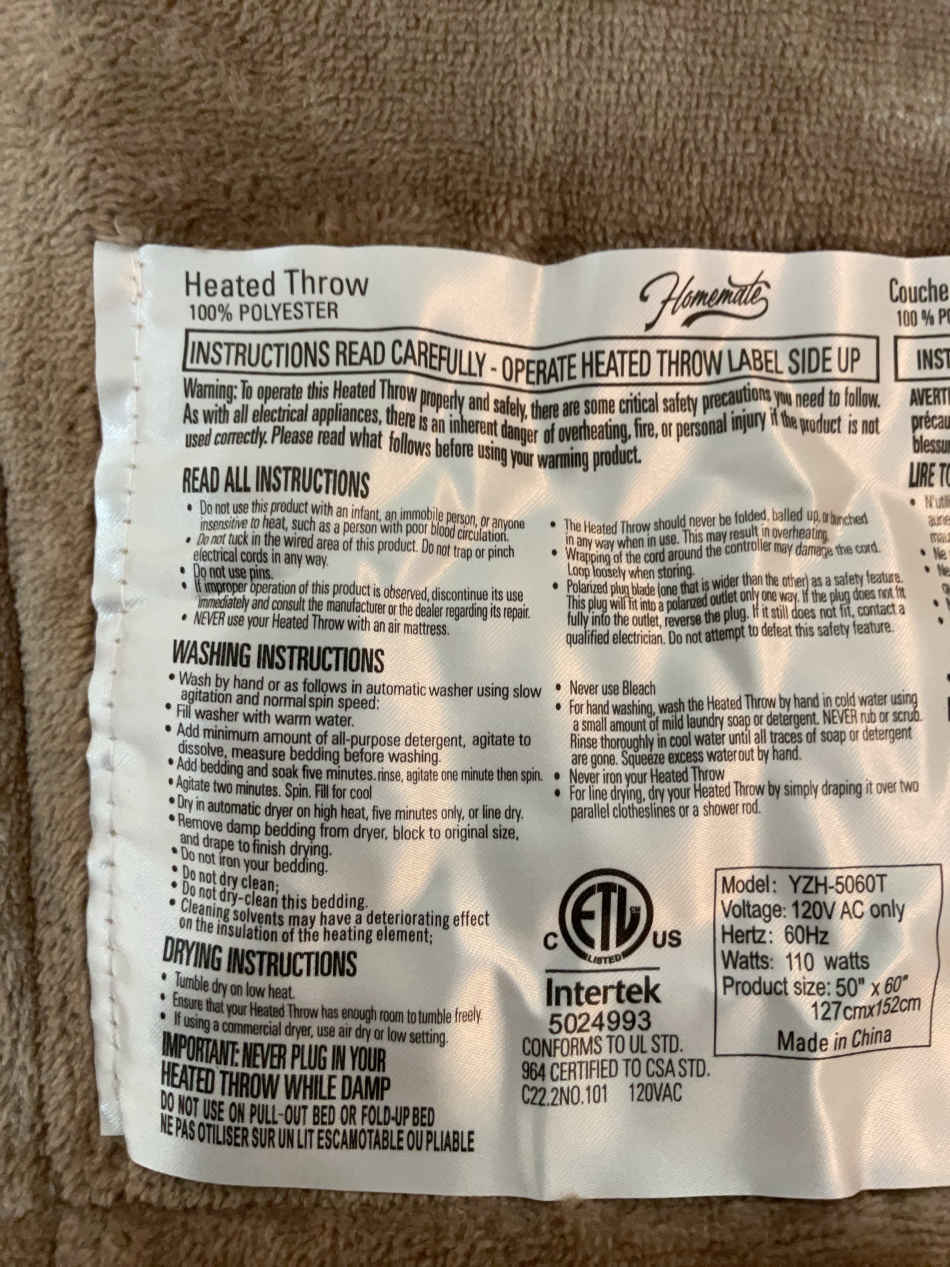 Heated Throw
100% POLYESTER
Homemate
INSTRUCTIONS READ CAREFULLY - OPERATE HEATED THROW LABEL SIDE UP
Warning: To operate this Heated Throw properly and safely, there are some critical safety precautions you need to follow.
As with all electrical appliances, there is an inherent danger of overheating, fire, or personal injury if the product is not
used correctly. Please read what follows before using your warming product.
READ ALL INSTRUCTIONS
• Do not use this product with an infant, an immobile person, or anyone
insensitive to heat, such as a person with poor blood circulation.
• Do not tuck in the wired area of this product. Do not trap or pinch
electrical cords in any way.
• Do not use pins.
• If improper operation of this product is observed, discontinue its use
immediately and consult the manufacturer or the dealer regarding its repair.
• NEVER use your Heated Throw with an air mattress.
• The Heated Throw should never be folded, balled up, or bunched
in any way when in use. This may result in overheating.
• Wrapping of the cord around the controller may damage the cord.
Loop loosely when storing.
• Polarized plug blade (one that is wider than the other) as a safety feature.
This plug will fit into a polarized outlet only one way. If the plug does not fit
fully into the outlet, reverse the plug. If it still does not fit, contact a
qualified electrician. Do not attempt to defeat this safety feature.
WASHING INSTRUCTIONS
• Wash by hand or as follows in automatic washer using slow
agitation and normal spin speed:
• Fill washer with warm water.
• Add minimum amount of all-purpose detergent, agitate to
dissolve, measure bedding before washing.
• Add bedding and soak five minutes. rinse, agitate one minute then spin.
• Agitate two minutes. Spin. Fill for cool
• Dry in automatic dryer on high heat, five minutes only, or line dry.
• Remove damp bedding from dryer, block to original size,
and drape to finish drying.
• Do not iron your bedding.
• Do not dry clean;
• Do not dry-clean this bedding.
• Cleaning solvents may have a deteriorating effect
on the insulation of the heating element;
• Never use Bleach
• For hand washing, wash the Heated Throw by hand in cold water using
a small amount of mild laundry soap or detergent. NEVER rub or scrub.
Rinse thoroughly in cool water until all traces of soap or detergent
are gone. Squeeze excess water out by hand.
• Never iron your Heated Throw
• For line drying, dry your Heated Throw by simply draping it over two
parallel clotheslines or a shower rod.
DRYING INSTRUCTIONS
• Tumble dry on low heat.
• Ensure that your Heated Throw has enough room to tumble freely.
• If using a commercial dryer, use air dry or low setting.
IMPORTANT: NEVER PLUG IN YOUR
HEATED THROW WHILE DAMP
DO NOT USE ON PULL-OUT BED OR FOLD-UP BED
NE PAS OTILISER SUR UN LIT ESCAMOTABLE OU PLIABLE
C ETL US
LISTED
Intertek
5024993
CONFORMS TO UL STD.
964 CERTIFIED TO CSA STD.
C22.2NO.101 120VAC
Model: YZH-5060T
Voltage: 120V AC only
Hertz: 60Hz
Watts: 110 watts
Product size: 50" x 60"
127cmx152cm
Made in China
Couche
100 % P
INST
AVERT
précau
blessu
LIRE TO